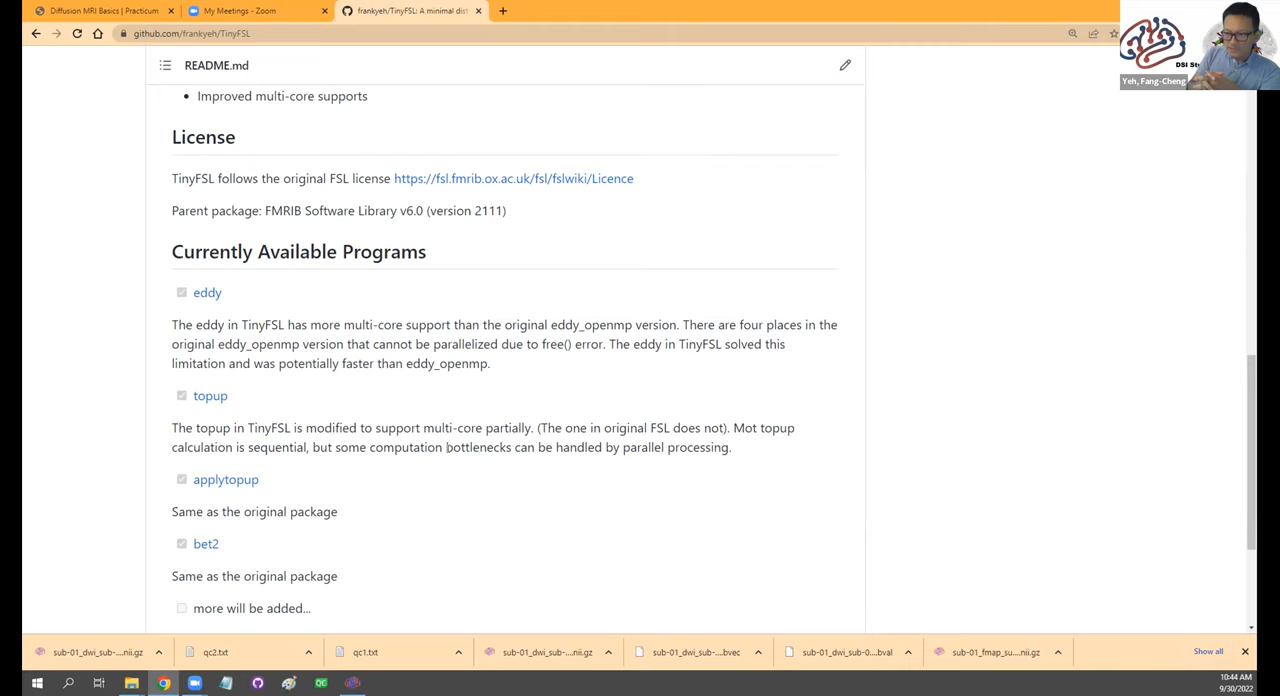 Diffusion MRI Basics | Practicum
My Meetings - Zoom
frankyeh/TinyFSL: A minimal dist
github.com/frankyeh/TinyFSL
DSI St
Yeh, Fang-Cheng
README.md
Improved multi-core supports
License
TinyFSL follows the original FSL license https://fsl.fmrib.ox.ac.uk/fsl/fslwiki/Licence
Parent package: FMRIB Software Library v6.0 (version 2111)
Currently Available Programs
eddy
The eddy in TinyFSL has more multi-core support than the original eddy_openmp version. There are four places in the
original eddy_openmp version that cannot be parallelized due to free() error. The eddy in TinyFSL solved this
limitation and was potentially faster than eddy_openmp.
topup
The topup in TinyFSL is modified to support multi-core partially. (The one in original FSL does not). Mot topup
calculation is sequential, but some computation bottlenecks can be handled by parallel processing.
applytopup
Same as the original package
bet2
Same as the original package
more will be added...
sub-01_dwi_sub-....nii.gz
qc2.txt
qc1.txt
sub-01_dwi_sub-....nii.gz
sub-01_dwi_sub-....bvec
sub-01_dwi_sub-0....bval
sub-01_fmap_su....nii.gz
Show all
QC
10:44 AM
9/30/2022